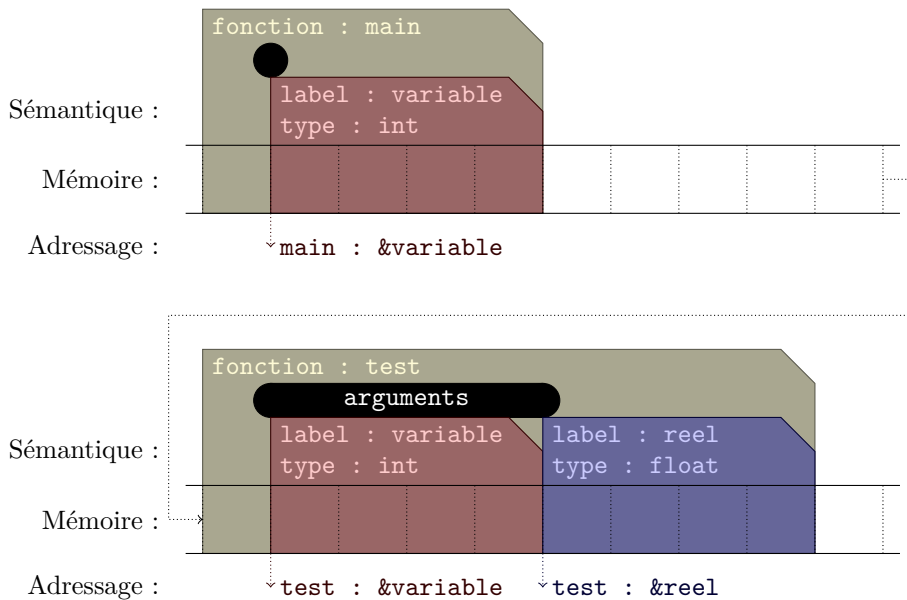 fonction : main
label : variable
type : int
Sémantique :
Mémoire :
Adressage :
main : &variable
fonction : test
arguments
label : variable
label : reel
type : int
type : float
Sémantique :
Mémoire :
Adressage :
test : &variable
test : &reel